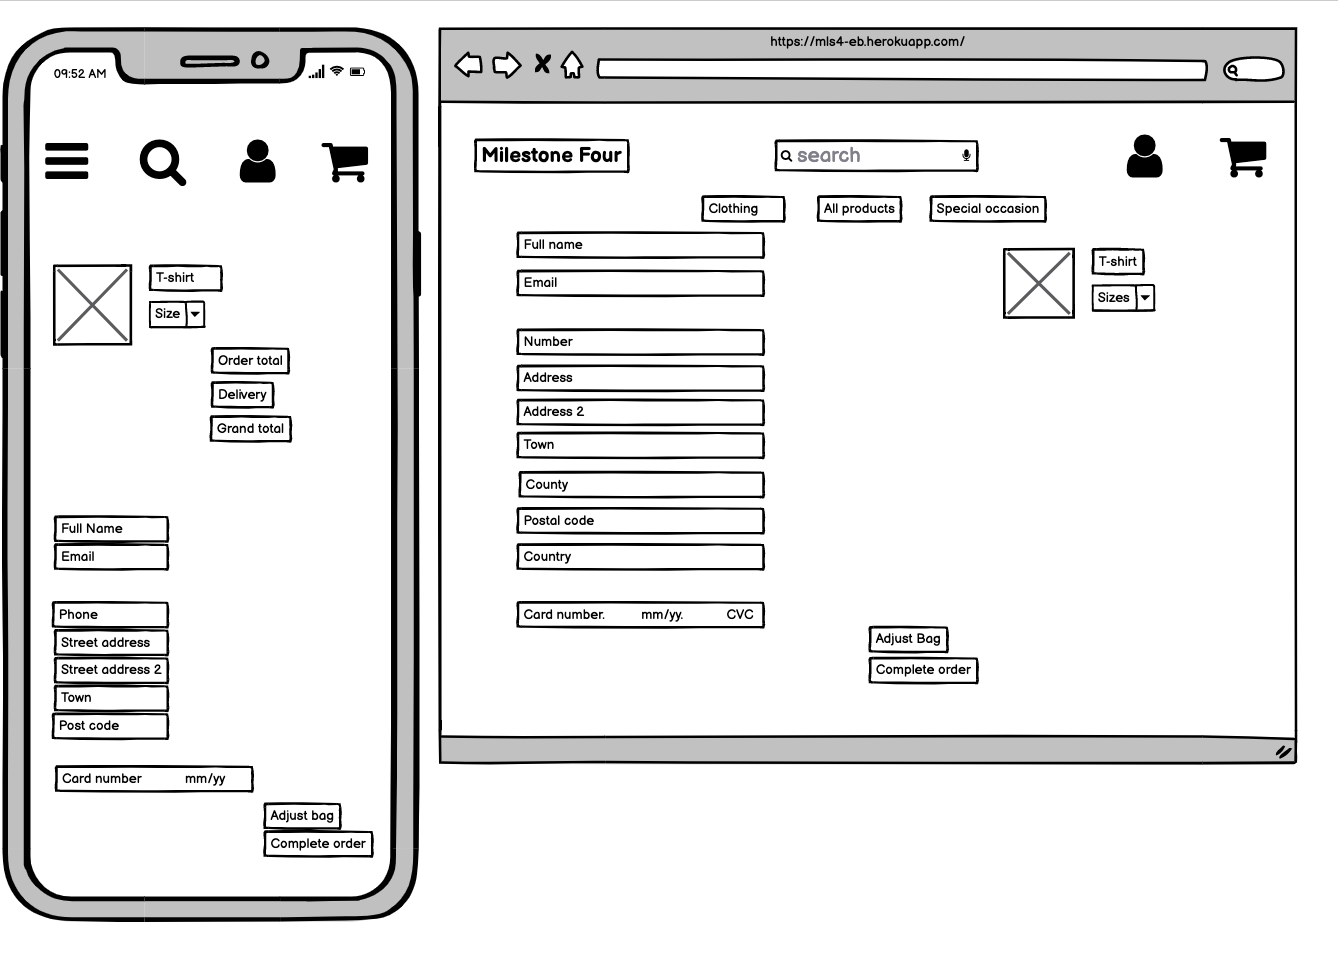 09:52 AM
T-shirt
Size
Order total
Delivery
Grand total
Full Name
Email
Phone
Street address
Street address 2
Town
Post code
Card number mm/yy
Adjust bag
Complete order
https://mls4-eb.herokuapp.com/
Milestone Four
search
Clothing
All products
Special occasion
Full name
Email
Number
Address
Address 2
Town
County
Postal code
Country
Card number. mm/yy. CVC
T-shirt
Sizes
Adjust Bag
Complete order